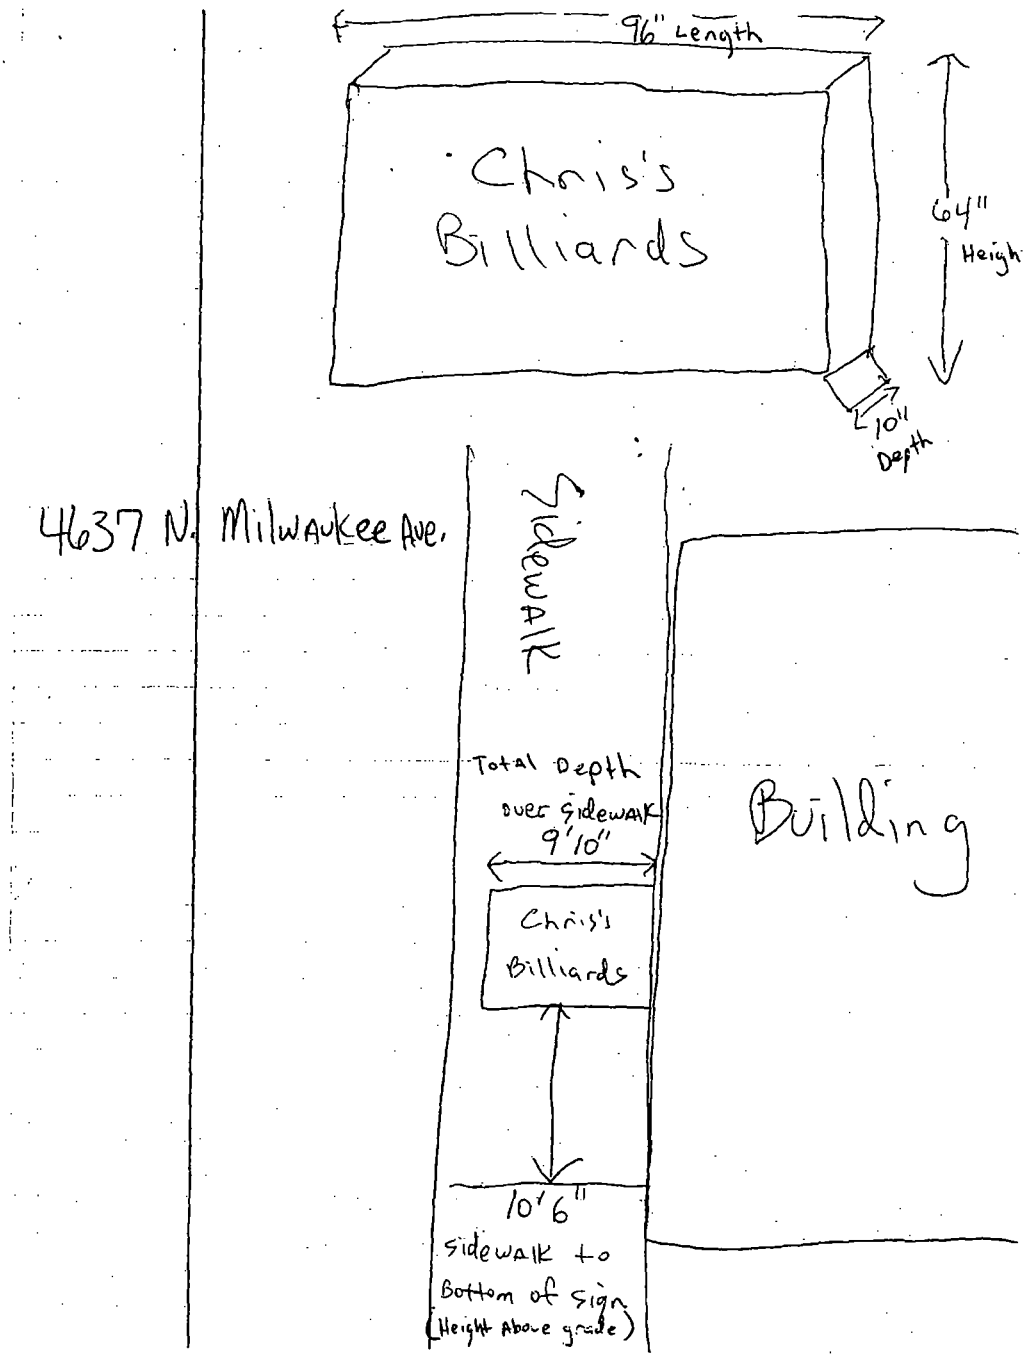 96" Length
Chris's
Billiards
64"
Heigh
10"
Depth
Sidewalk
4637 N. Milwaukee Ave.
Total Depth
over sidewalk
9'10"
Building
Chris's
Billiards
10'6"
sidewalk to
Bottom of sign
(Height Above grade)